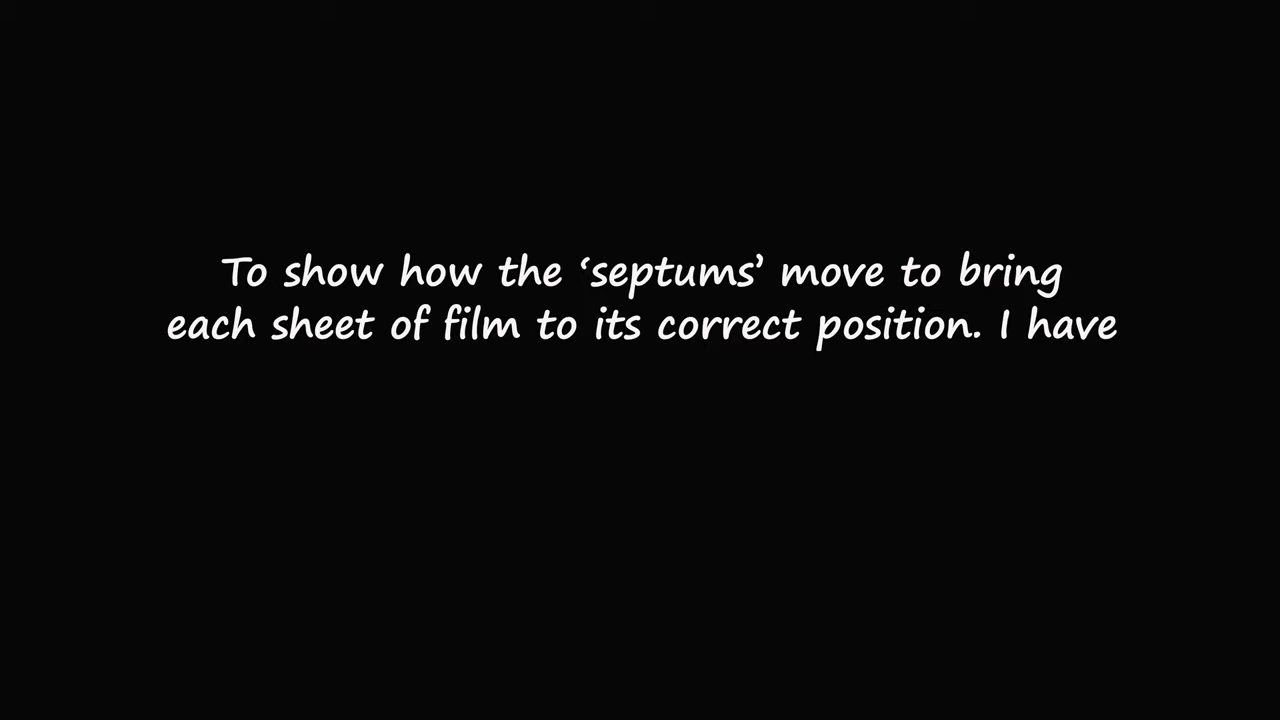 To show how the ‘septums’ move to bring
each sheet of film to its correct position. I have